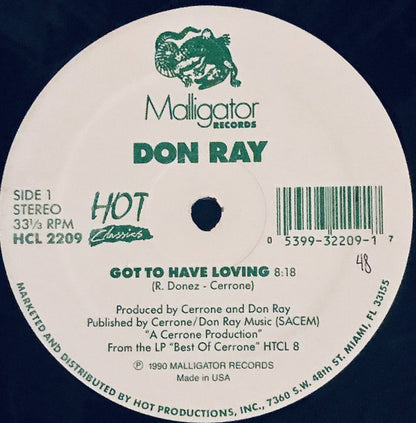 Malligator
RECORDS
DON RAY
SIDE 1
STEREO
33⅓ RPM
HCL 2209
HOT
Classics
0 5399-32209-1 7
48
GOT TO HAVE LOVING 8:18
(R. Donez - Cerrone)
Produced by Cerrone and Don Ray
Published by Cerrone/Don Ray Music (SACEM)
"A Cerrone Production"
From the LP "Best Of Cerrone" HTCL 8
℗ 1990 MALLIGATOR RECORDS
Made in USA
MARKETED AND DISTRIBUTED BY HOT PRODUCTIONS, INC., 7360 S.W. 48th ST. MIAMI, FL 33155